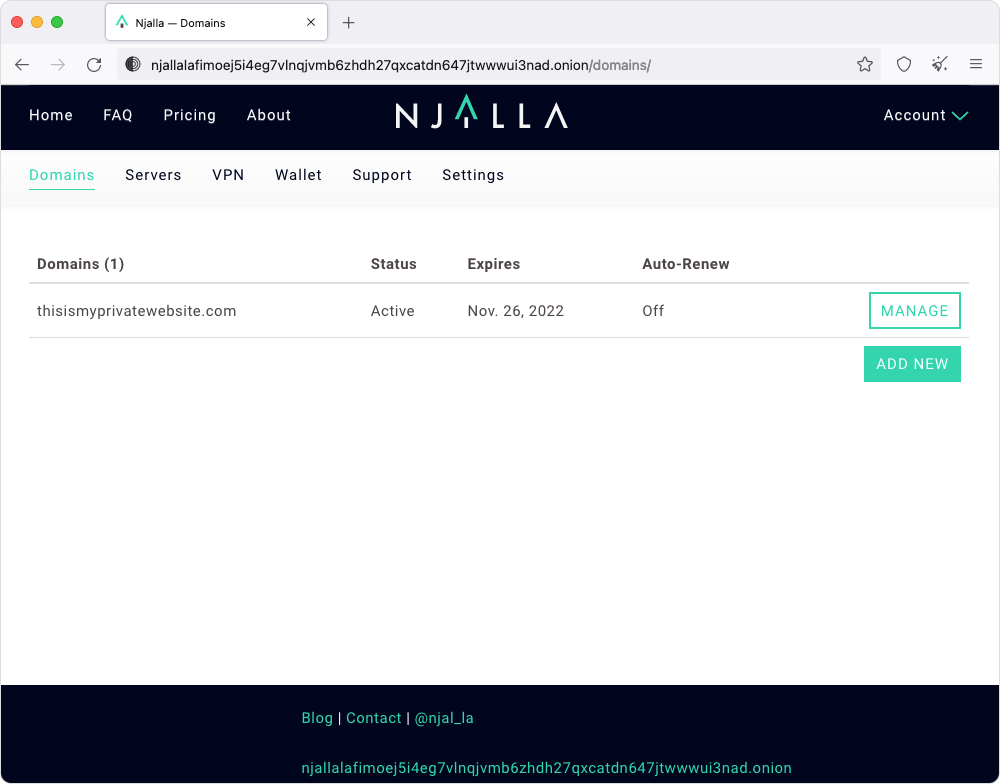 Njalla — Domains
njallalafimoej5i4eg7vlnqjvmb6zhdh27qxcatdn647jtwwwui3nad.onion/domains/
Home FAQ Pricing About NJALLA Account
Domains Servers VPN Wallet Support Settings
Domains (1) Status Expires Auto-Renew
thisismyprivatewebsite.com Active Nov. 26, 2022 Off MANAGE
ADD NEW
Blog | Contact | @njal_la
njallalafimoej5i4eg7vlnqjvmb6zhdh27qxcatdn647jtwwwui3nad.onion